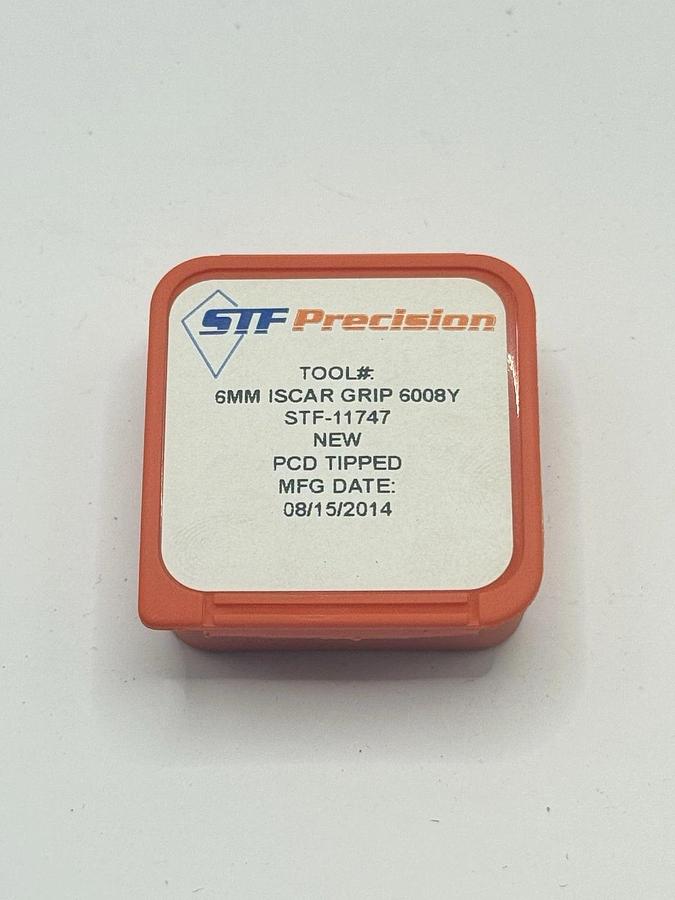 STF Precision
TOOL#:
6MM ISCAR GRIP 6008Y
STF-11747
NEW
PCD TIPPED
MFG DATE:
08/15/2014